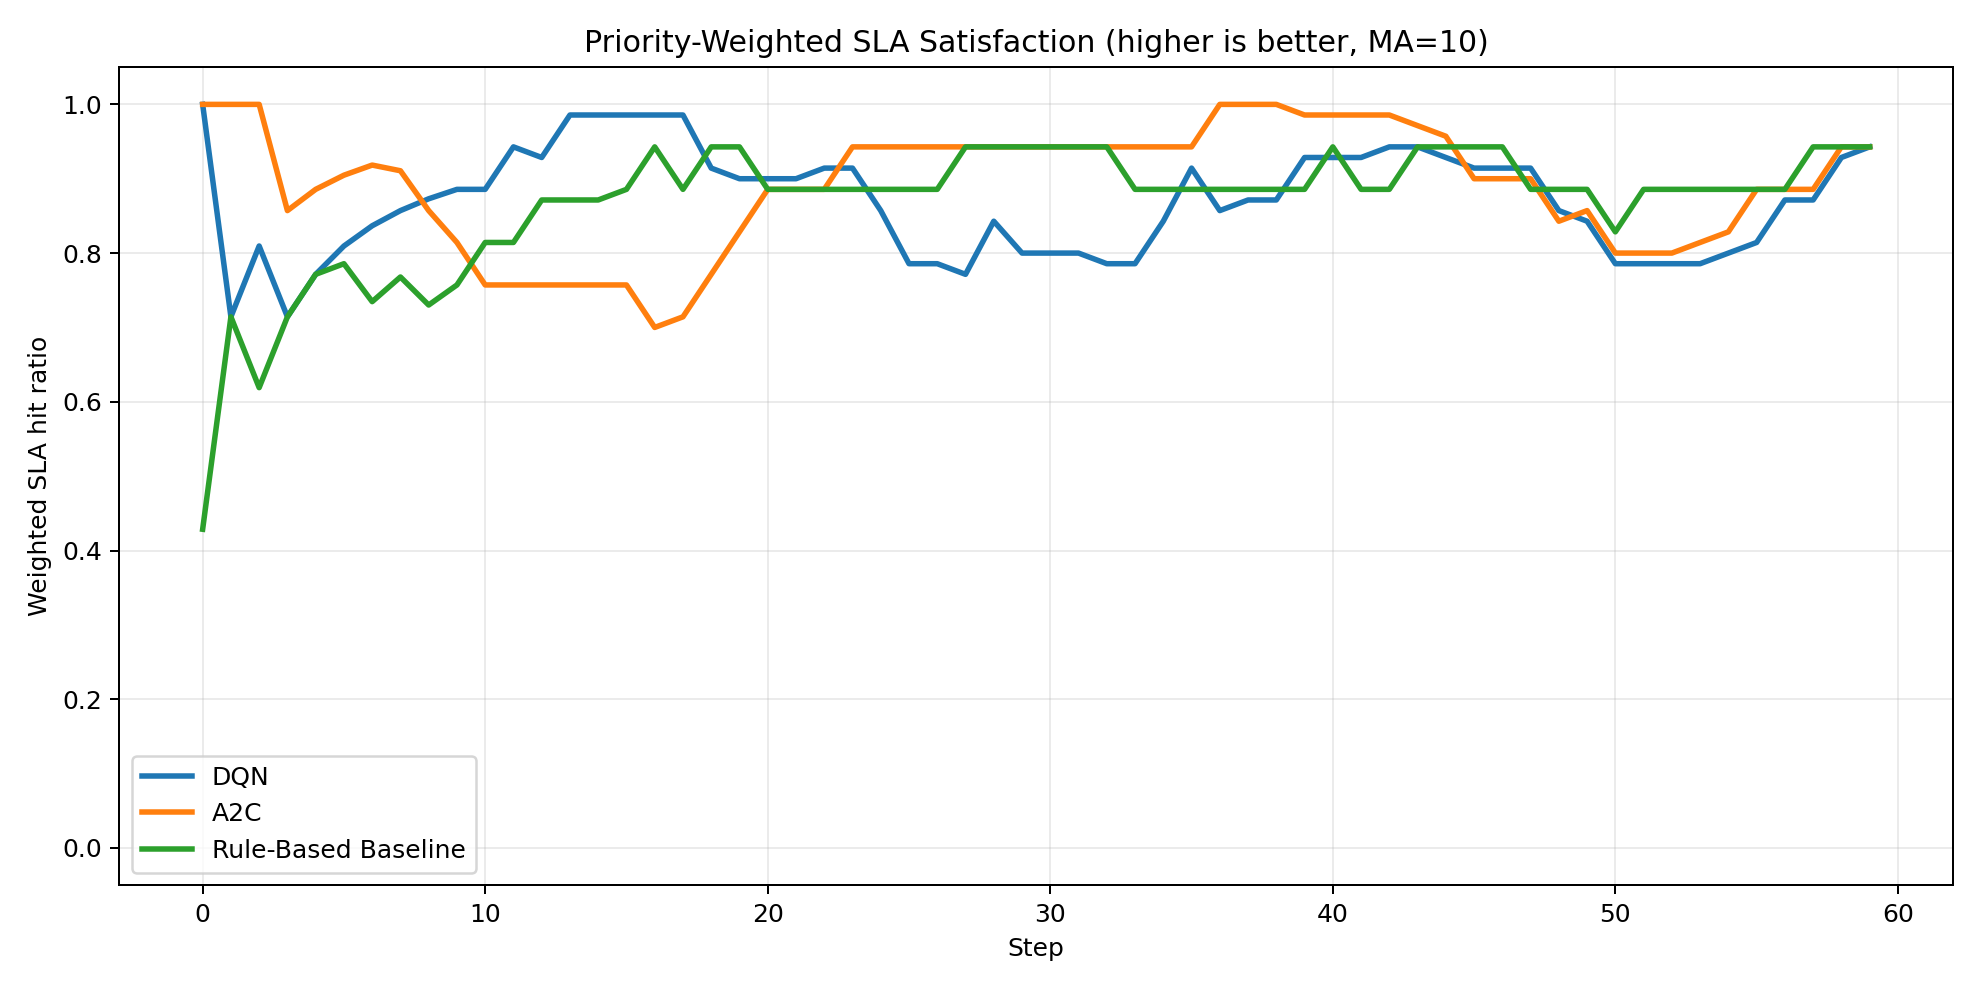 Priority-Weighted SLA Satisfaction (higher is better, MA=10)
Weighted SLA hit ratio
1.0
0.8
0.6
0.4
0.2
0.0
DQN
A2C
Rule-Based Baseline
0 10 20 30 40 50 60
Step